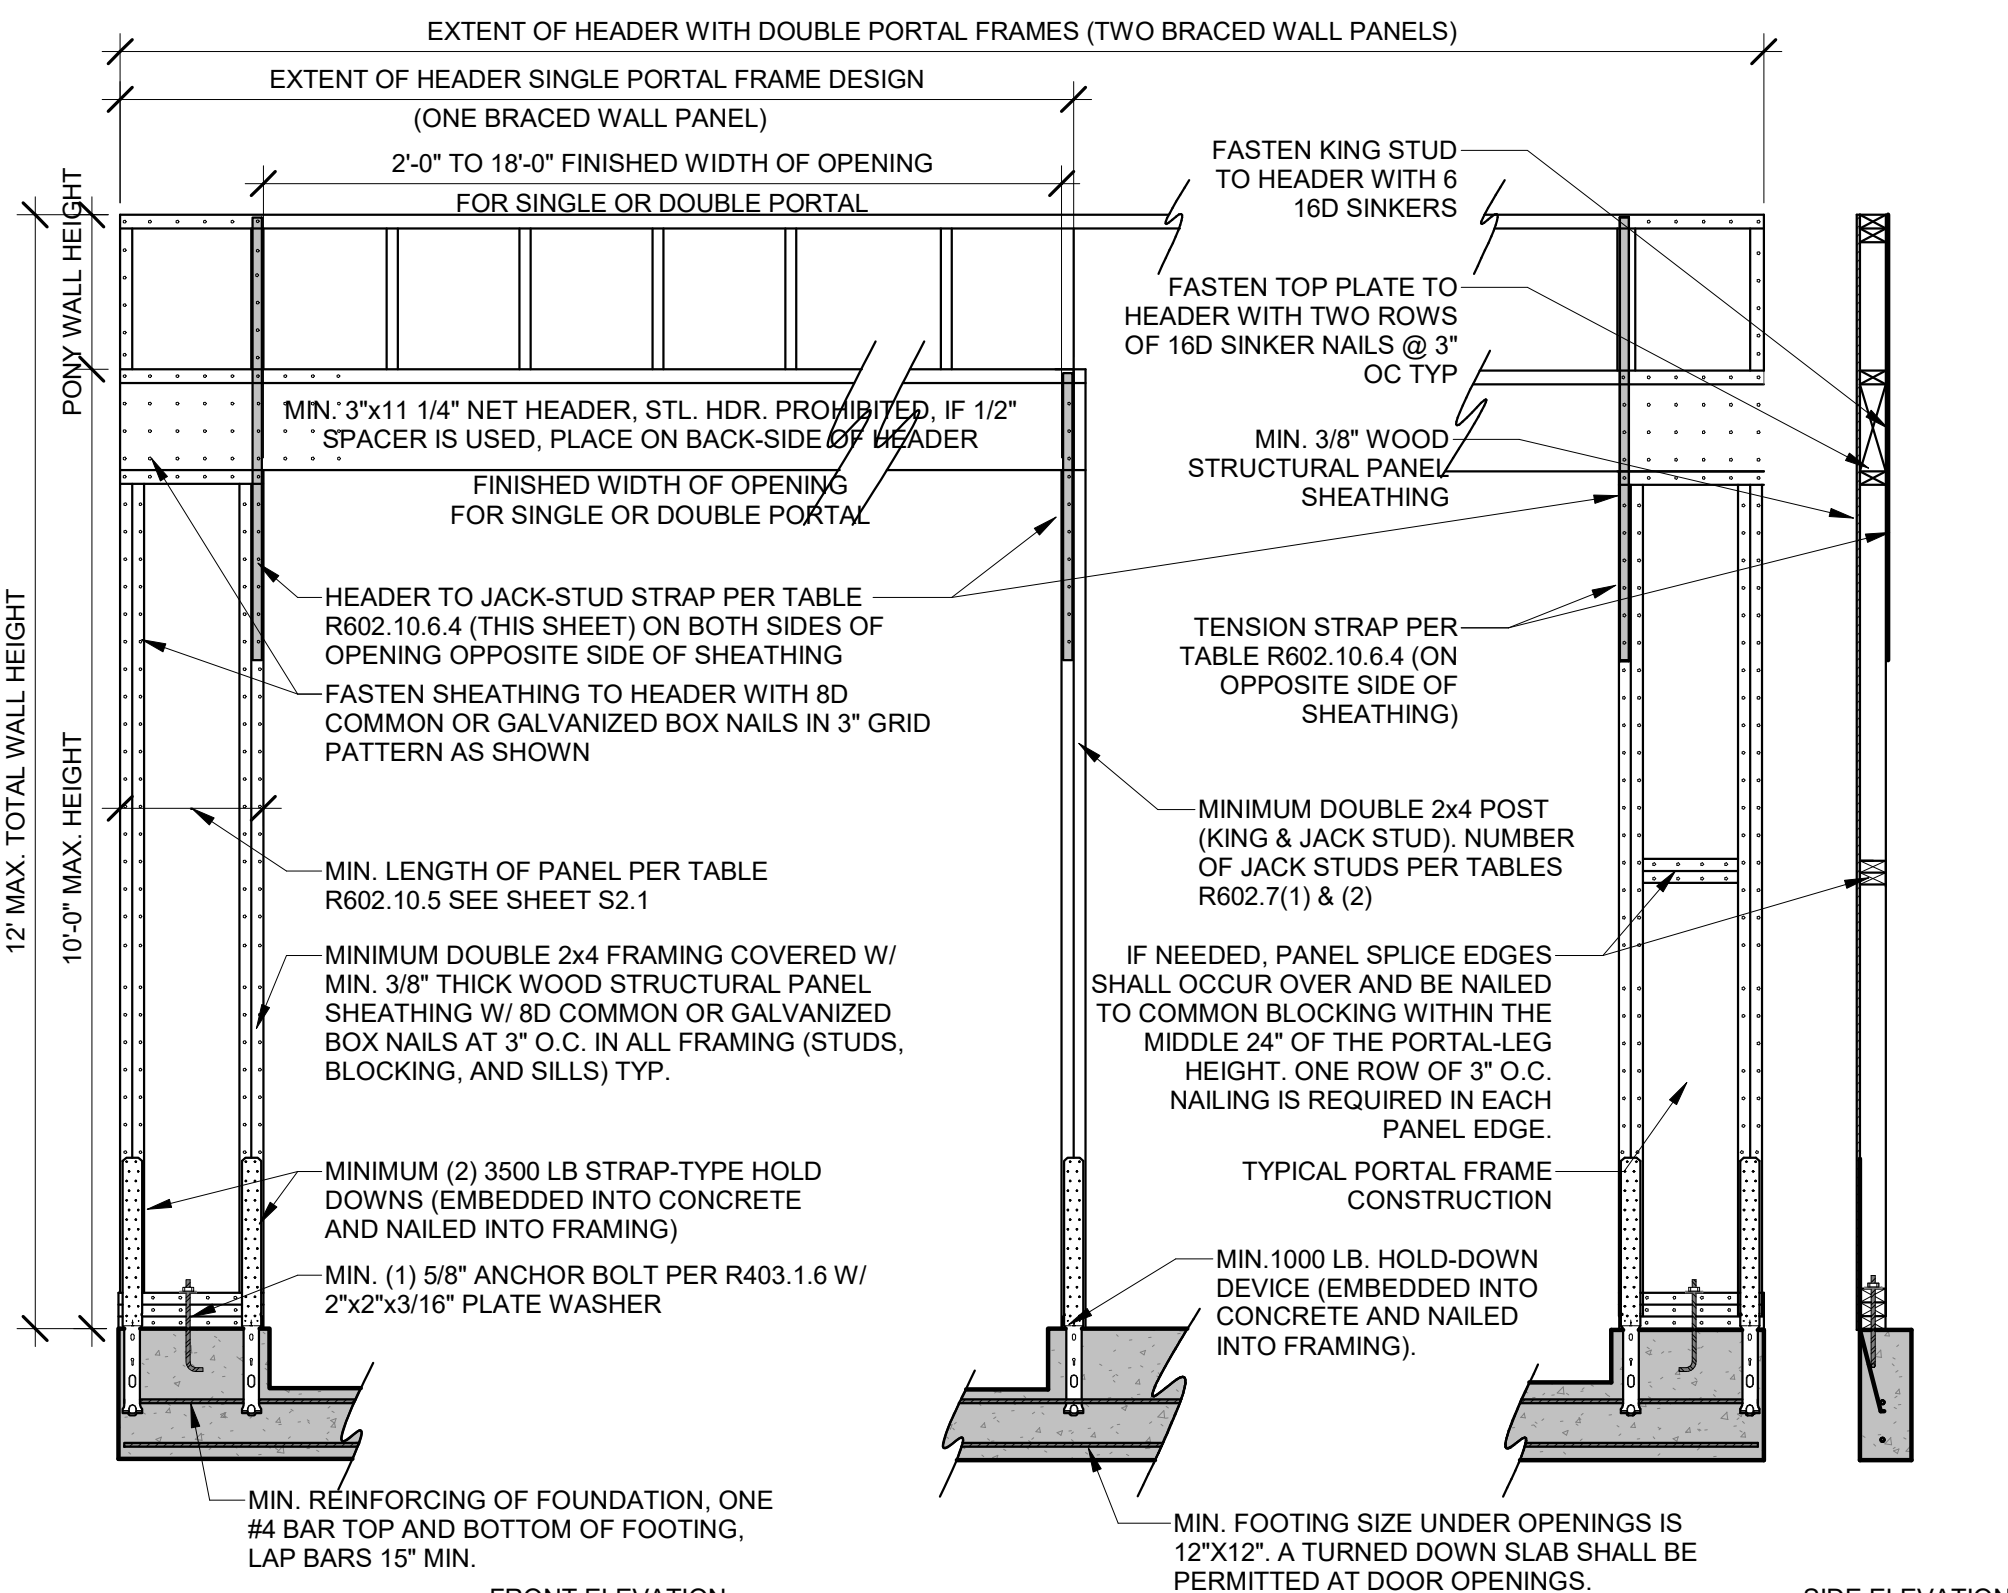 EXTENT OF HEADER WITH DOUBLE PORTAL FRAMES (TWO BRACED WALL PANELS)
EXTENT OF HEADER SINGLE PORTAL FRAME DESIGN
(ONE BRACED WALL PANEL)
2'-0" TO 18'-0" FINISHED WIDTH OF OPENING
FOR SINGLE OR DOUBLE PORTAL
PONY WALL HEIGHT
12' MAX. TOTAL WALL HEIGHT
10'-0" MAX. HEIGHT
MIN. 3"x11 1/4" NET HEADER, STL. HDR. PROHIBITED, IF 1/2"
SPACER IS USED, PLACE ON BACK-SIDE OF HEADER
FINISHED WIDTH OF OPENING
FOR SINGLE OR DOUBLE PORTAL
HEADER TO JACK-STUD STRAP PER TABLE
R602.10.6.4 (THIS SHEET) ON BOTH SIDES OF
OPENING OPPOSITE SIDE OF SHEATHING
FASTEN SHEATHING TO HEADER WITH 8D
COMMON OR GALVANIZED BOX NAILS IN 3" GRID
PATTERN AS SHOWN
MIN. LENGTH OF PANEL PER TABLE
R602.10.5 SEE SHEET S2.1
MINIMUM DOUBLE 2x4 FRAMING COVERED W/
MIN. 3/8" THICK WOOD STRUCTURAL PANEL
SHEATHING W/ 8D COMMON OR GALVANIZED
BOX NAILS AT 3" O.C. IN ALL FRAMING (STUDS,
BLOCKING, AND SILLS) TYP.
MINIMUM (2) 3500 LB STRAP-TYPE HOLD
DOWNS (EMBEDDED INTO CONCRETE
AND NAILED INTO FRAMING)
MIN. (1) 5/8" ANCHOR BOLT PER R403.1.6 W/
2"x2"x3/16" PLATE WASHER
MIN. REINFORCING OF FOUNDATION, ONE
#4 BAR TOP AND BOTTOM OF FOOTING,
LAP BARS 15" MIN.
FASTEN KING STUD
TO HEADER WITH 6
16D SINKERS
FASTEN TOP PLATE TO
HEADER WITH TWO ROWS
OF 16D SINKER NAILS @ 3"
OC TYP
MIN. 3/8" WOOD
STRUCTURAL PANEL
SHEATHING
TENSION STRAP PER
TABLE R602.10.6.4 (ON
OPPOSITE SIDE OF
SHEATHING)
MINIMUM DOUBLE 2x4 POST
(KING & JACK STUD). NUMBER
OF JACK STUDS PER TABLES
R602.7(1) & (2)
IF NEEDED, PANEL SPLICE EDGES
SHALL OCCUR OVER AND BE NAILED
TO COMMON BLOCKING WITHIN THE
MIDDLE 24" OF THE PORTAL-LEG
HEIGHT. ONE ROW OF 3" O.C.
NAILING IS REQUIRED IN EACH
PANEL EDGE.
TYPICAL PORTAL FRAME
CONSTRUCTION
MIN.1000 LB. HOLD-DOWN
DEVICE (EMBEDDED INTO
CONCRETE AND NAILED
INTO FRAMING).
MIN. FOOTING SIZE UNDER OPENINGS IS
12"X12". A TURNED DOWN SLAB SHALL BE
PERMITTED AT DOOR OPENINGS.
FRONT ELEVATION
SIDE ELEVATION